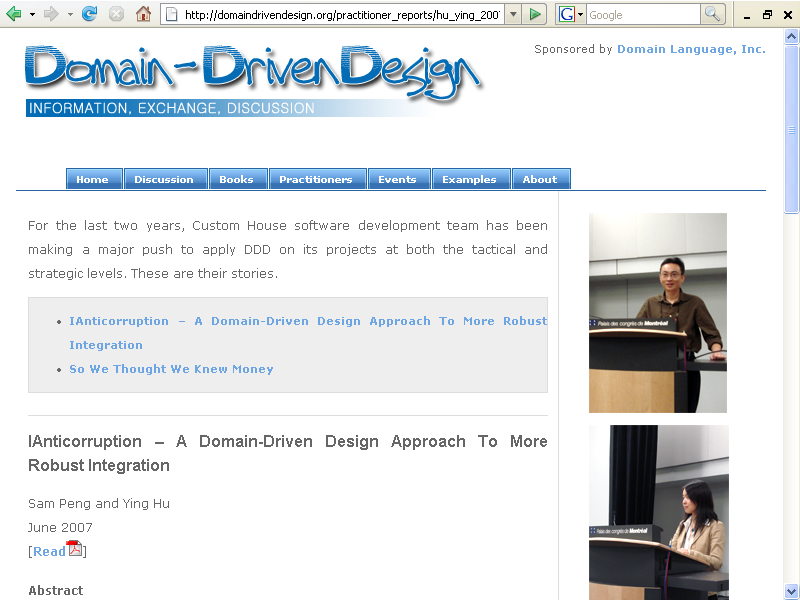 http://domaindrivendesign.org/practitioner_reports/hu_ying_200
Google
Sponsored by Domain Language, Inc.
Domain-DrivenDesign
INFORMATION, EXCHANGE, DISCUSSION
Home Discussion Books Practitioners Events Examples About
For the last two years, Custom House software development team has been
making a major push to apply DDD on its projects at both the tactical and
strategic levels. These are their stories.
• IAnticorruption – A Domain-Driven Design Approach To More Robust
Integration
• So We Thought We Knew Money
IAnticorruption – A Domain-Driven Design Approach To More
Robust Integration
Sam Peng and Ying Hu
June 2007
[Read]
Abstract
Palais des congrès de Montréal
Palais des congrès de Montréal